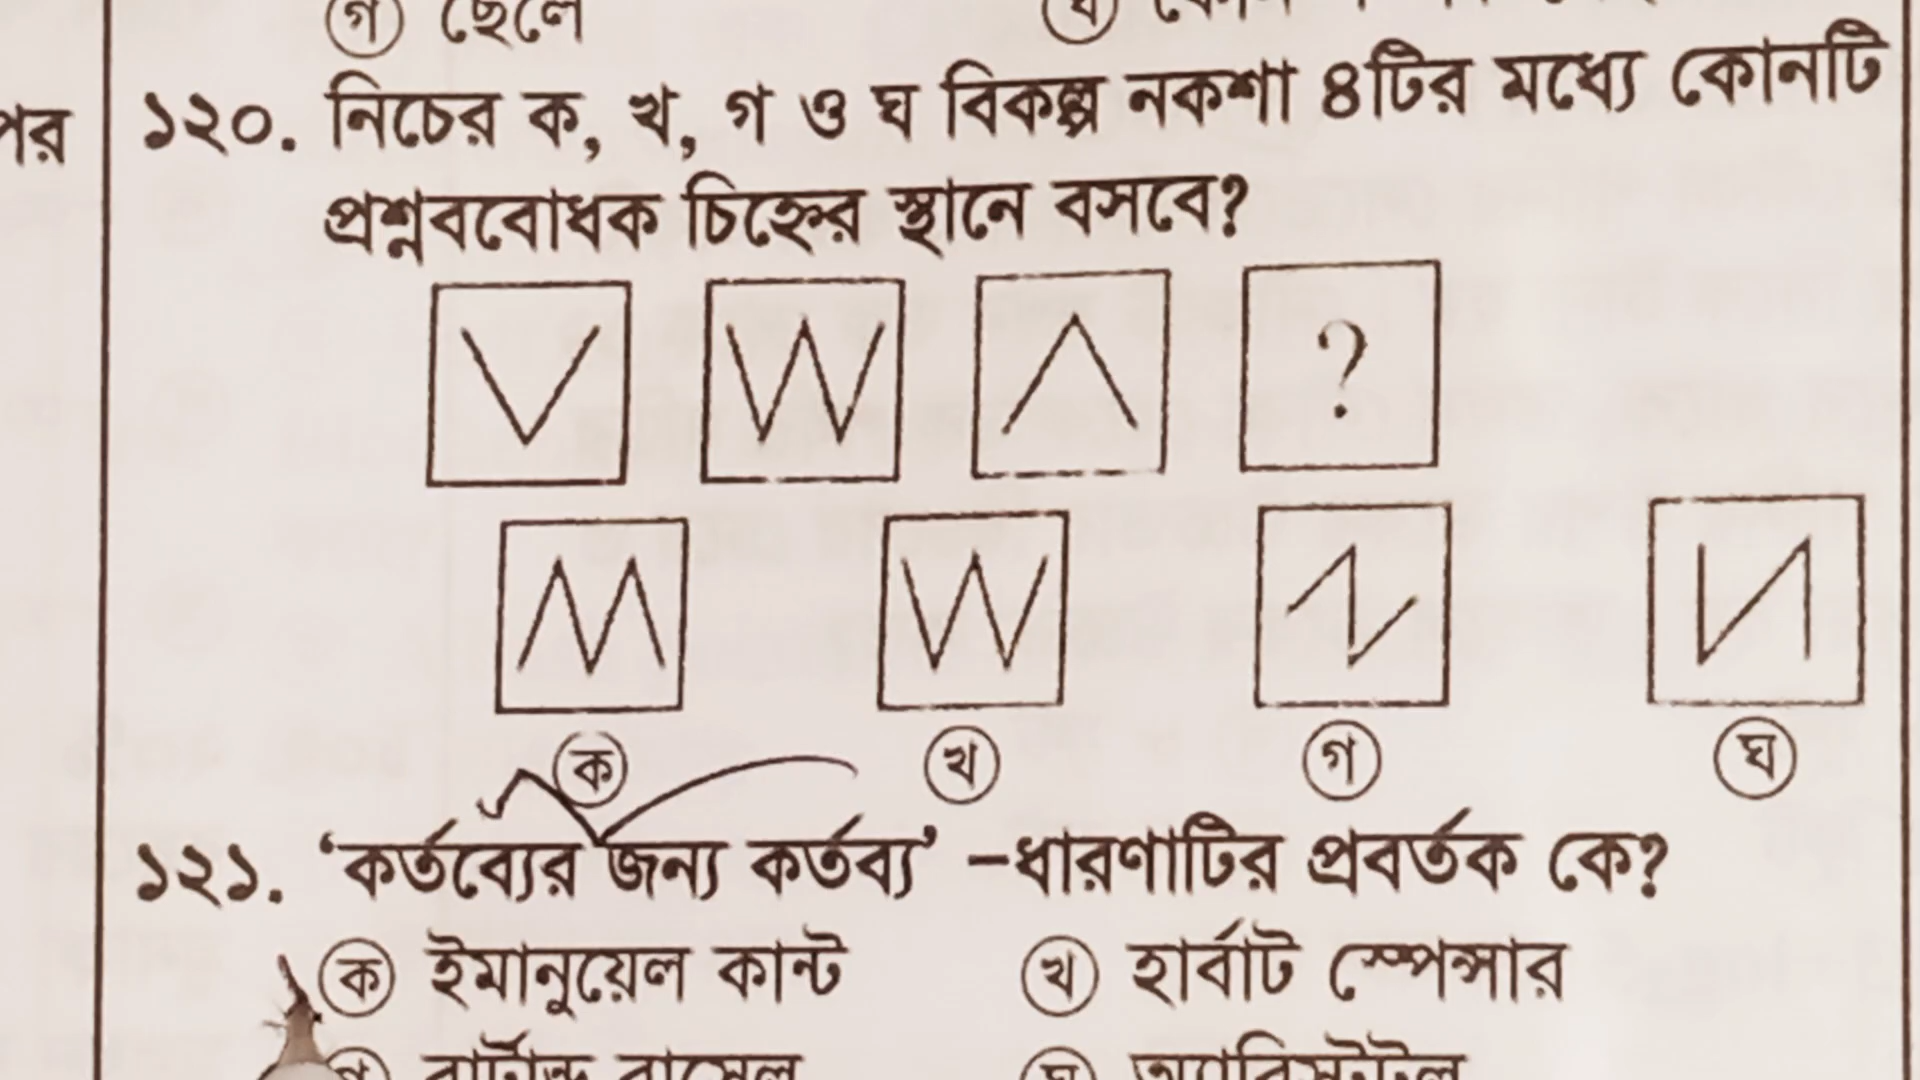 গ ছেলে
পর
১২০. নিচের ক, খ, গ ও ঘ বিকল্প নকশা ৪টির মধ্যে কোনটি
প্রশ্নববোধক চিহ্নের স্থানে বসবে?
?
ক খ গ ঘ
১২১. ‘কর্তব্যের জন্য কর্তব্য’ –ধারণাটির প্রবর্তক কে?
ক ইমানুয়েল কান্ট খ হার্বাট স্পেন্সার
গ বার্ট্রান্ড রাসেল ঘ অ্যারিস্টটল